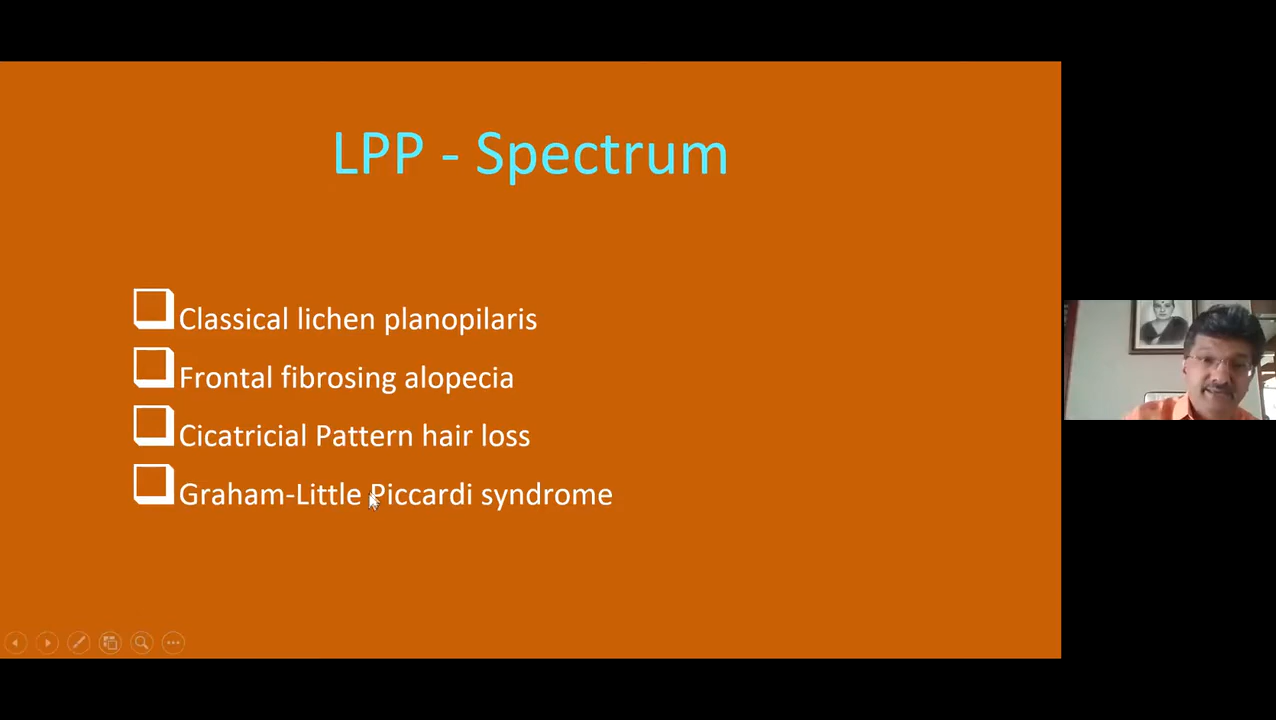 LPP - Spectrum
Classical lichen planopilaris
Frontal fibrosing alopecia
Cicatricial Pattern hair loss
Graham-Little Piccardi syndrome